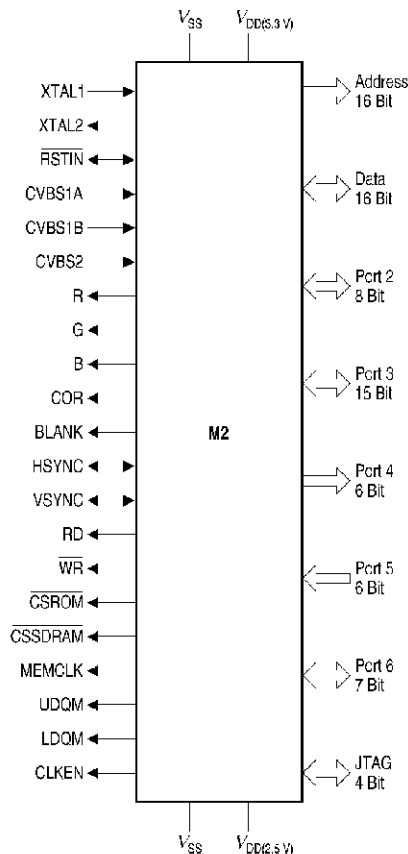 VSS VDD(3.3 V)
XTAL1
XTAL2
RSTIN
CVBS1A
CVBS1B
CVBS2
R
G
B
COR
BLANK
HSYNC
VSYNC
RD
WR
CSROM
CSSDRAM
MEMCLK
UDQM
LDQM
CLKEN
M2
Address
16 Bit
Data
16 Bit
Port 2
8 Bit
Port 3
15 Bit
Port 4
6 Bit
Port 5
6 Bit
Port 6
7 Bit
JTAG
4 Bit
VSS VDD(2.5 V)